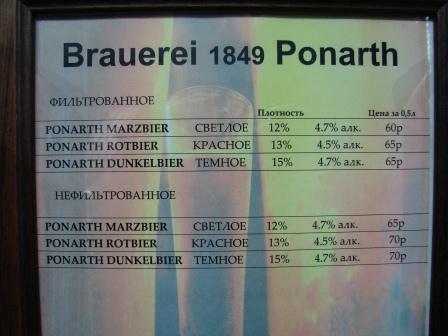 Brauerei 1849 Ponarth
ФИЛЬТРОВАННОЕ
Плотность Цена за 0,5л
PONARTH MARZBIER СВЕТЛОЕ 12% 4.7% алк. 60р
PONARTH ROTBIER КРАСНОЕ 13% 4.5% алк. 65р
PONARTH DUNKELBIER ТЕМНОЕ 15% 4.7% алк. 65р
НЕФИЛЬТРОВАННОЕ
PONARTH MARZBIER СВЕТЛОЕ 12% 4.7% алк. 65р
PONARTH ROTBIER КРАСНОЕ 13% 4.5% алк. 70р
PONARTH DUNKELBIER ТЕМНОЕ 15% 4.7% алк. 70р